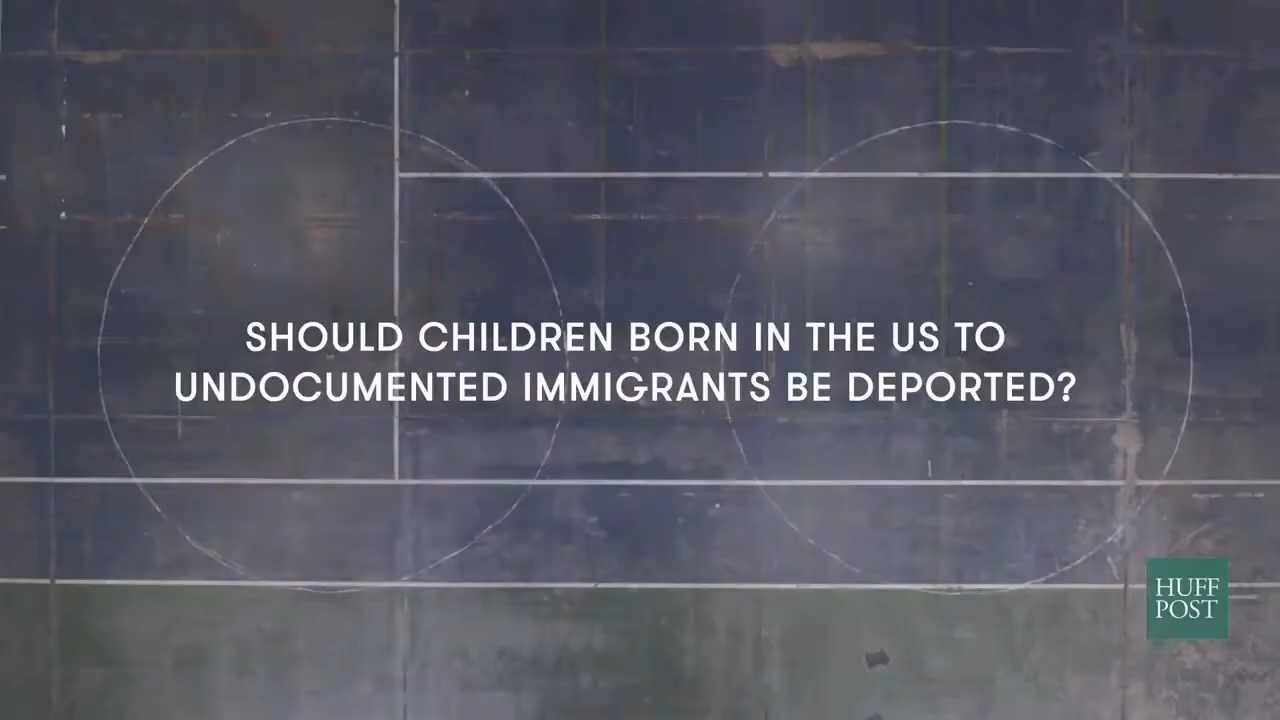 SHOULD CHILDREN BORN IN THE US TO
UNDOCUMENTED IMMIGRANTS BE DEPORTED?
HUFF
POST